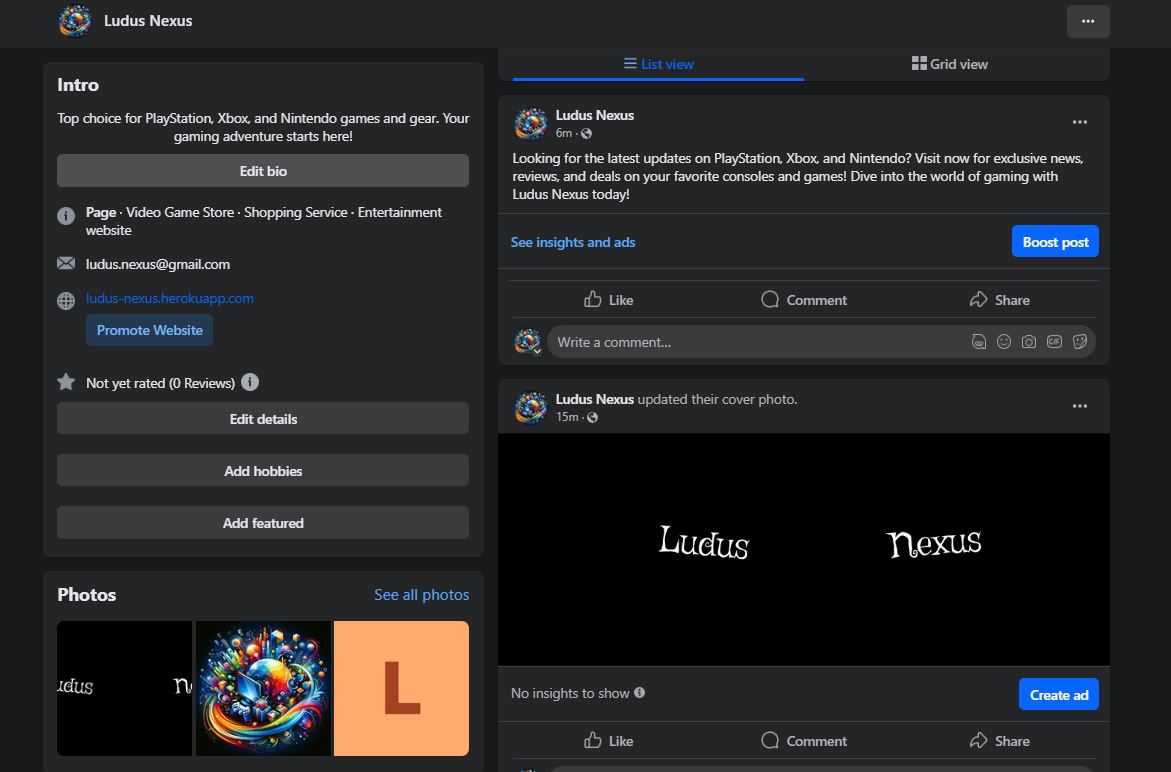 Ludus Nexus
Intro
Top choice for PlayStation, Xbox, and Nintendo games and gear. Your
gaming adventure starts here!
Edit bio
Page · Video Game Store · Shopping Service · Entertainment
website
ludus.nexus@gmail.com
ludus-nexus.herokuapp.com
Promote Website
Not yet rated (0 Reviews)
Edit details
Add hobbies
Add featured
Photos
See all photos
udus
L
List view
Grid view
Ludus Nexus
6m ·
Looking for the latest updates on PlayStation, Xbox, and Nintendo? Visit now for exclusive news,
reviews, and deals on your favorite consoles and games! Dive into the world of gaming with
Ludus Nexus today!
See insights and ads
Boost post
Like
Comment
Share
Write a comment...
GIF
Ludus Nexus updated their cover photo.
15m ·
Ludus
Nexus
No insights to show
Create ad
Like
Comment
Share